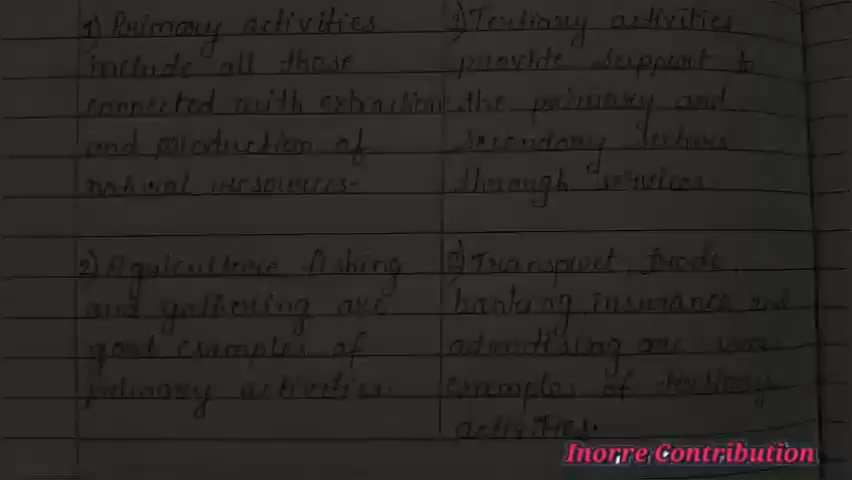 1) Primary activities
include all those
connected with extraction
and production of
natural resources.
2) Agriculture fishing
and gathering are
good examples of
primary activities.
1) Tertiary activities
provide support to
the primary and
secondary sectors
through services
2) Transport, trade,
banking insurance and
advertising are some
examples of tertiary
activities.
Inorre Contribution